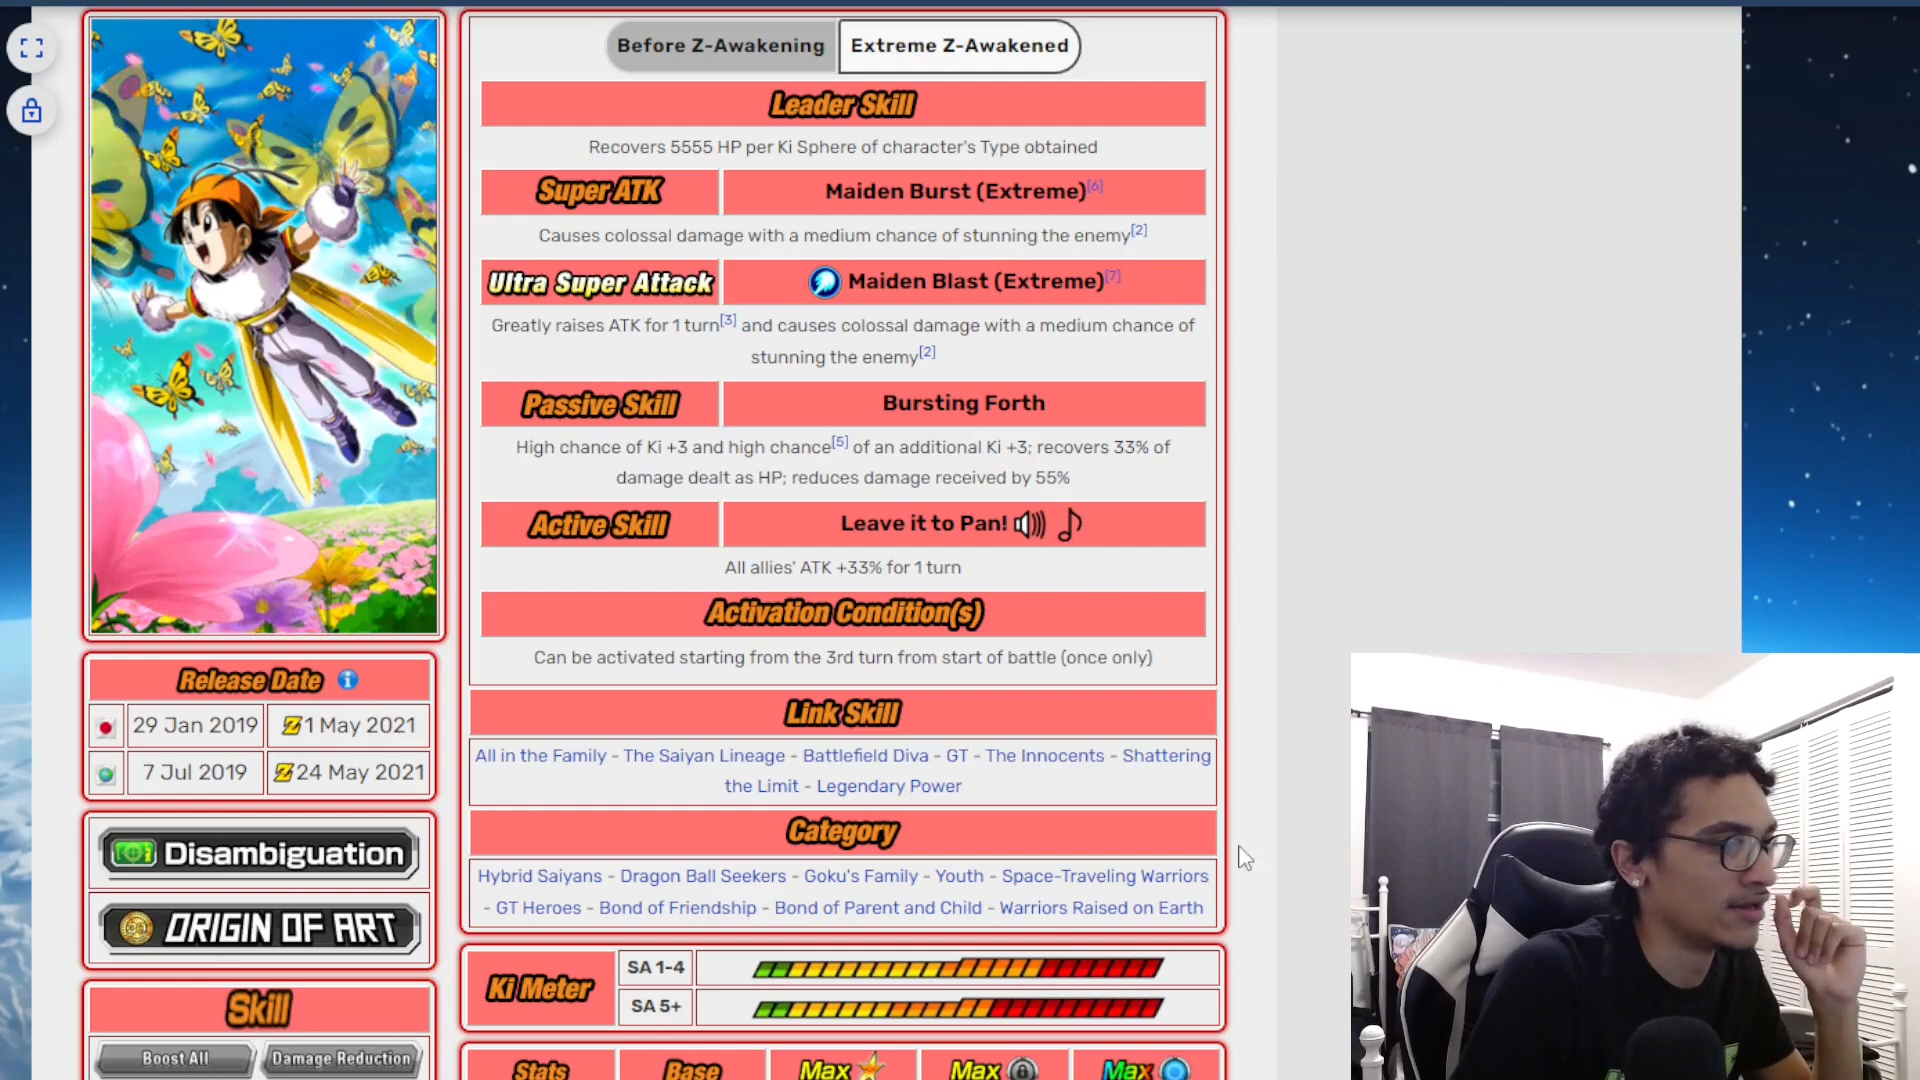 Before Z-Awakening
Extreme Z-Awakened
Leader Skill
Recovers 5555 HP per Ki Sphere of character's Type obtained
Super ATK
Maiden Burst (Extreme)[6]
Causes colossal damage with a medium chance of stunning the enemy[2]
Ultra Super Attack
Maiden Blast (Extreme)[7]
Greatly raises ATK for 1 turn[3] and causes colossal damage with a medium chance of
stunning the enemy[2]
Passive Skill
Bursting Forth
High chance of Ki +3 and high chance[5] of an additional Ki +3; recovers 33% of
damage dealt as HP; reduces damage received by 55%
Active Skill
Leave it to Pan!
All allies' ATK +33% for 1 turn
Activation Condition(s)
Can be activated starting from the 3rd turn from start of battle (once only)
Link Skill
All in the Family - The Saiyan Lineage - Battlefield Diva - GT - The Innocents - Shattering
the Limit - Legendary Power
Category
Hybrid Saiyans - Dragon Ball Seekers - Goku's Family - Youth - Space-Traveling Warriors
- GT Heroes - Bond of Friendship - Bond of Parent and Child - Warriors Raised on Earth
Ki Meter
SA 1-4
SA 5+
Stats
Base
Max
Max
Max
Release Date
29 Jan 2019
Z 1 May 2021
7 Jul 2019
Z 24 May 2021
Disambiguation
ORIGIN OF ART
Skill
Boost All
Damage Reduction